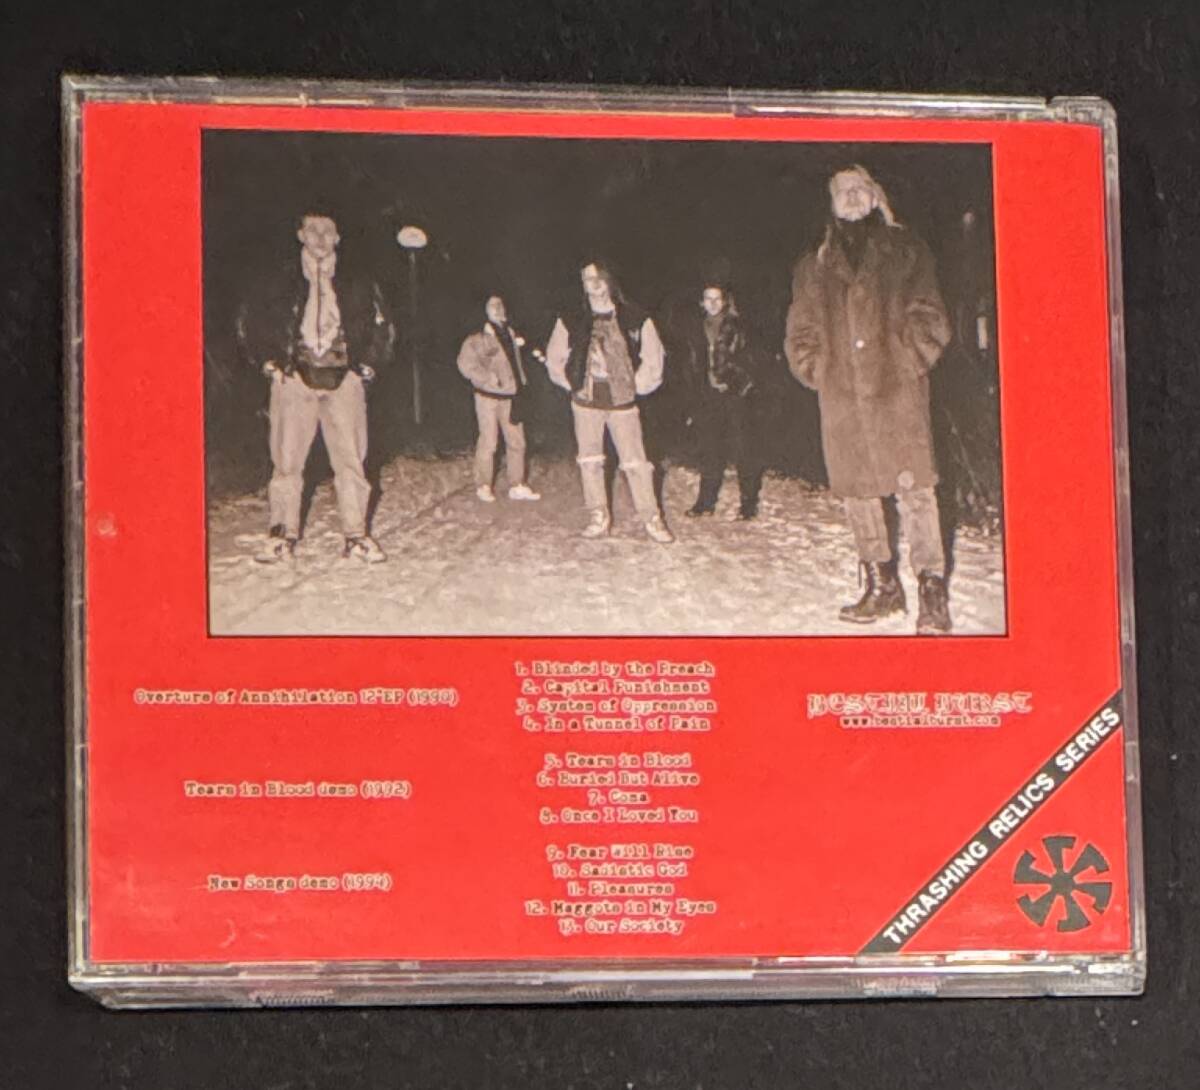 Overture of Annihilation 12"EP (1990)
1. Blinded by the Preach
2. Capital Punishment
3. System of Oppression
4. In a Tunnel of Pain
BESTIAL BURST
www.bestialburst.com
Tears in Blood demo (1992)
5. Tears in Blood
6. Buried But Alive
7. Coma
8. Once I Loved You
New Songs demo (1994)
9. Fear Will Rise
10. Sadistic God
11. Pleasures
12. Maggots in My Eyes
13. Our Society
THRASHING RELICS SERIES